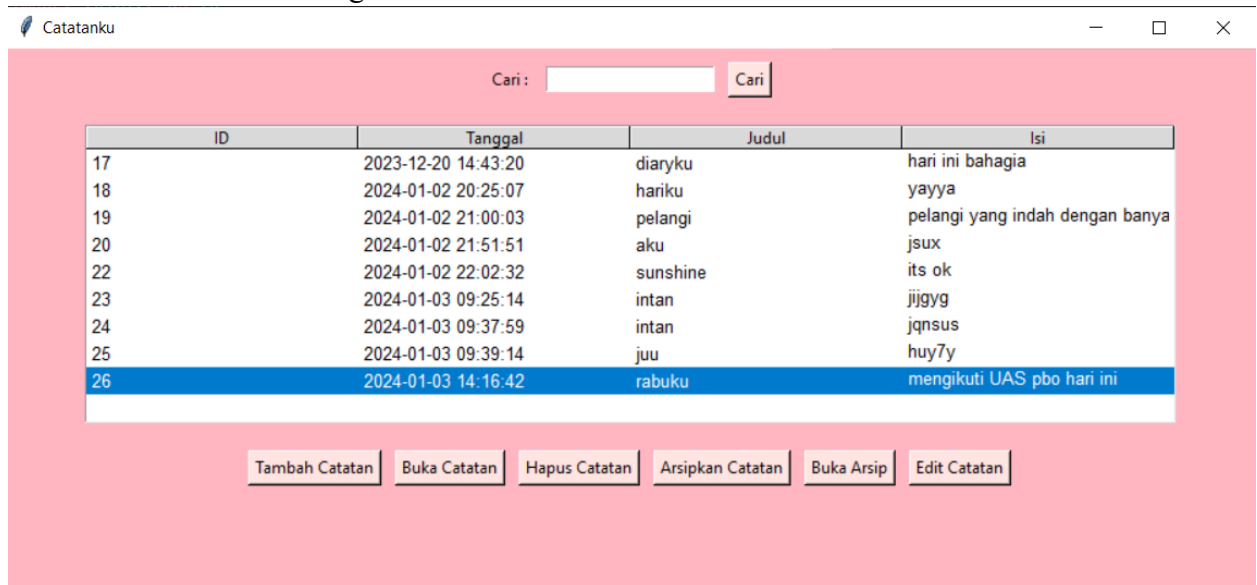 Catatanku
Cari : Cari
ID Tanggal Judul Isi
17 2023-12-20 14:43:20 diaryku hari ini bahagia
18 2024-01-02 20:25:07 hariku yayya
19 2024-01-02 21:00:03 pelangi pelangi yang indah dengan banya
20 2024-01-02 21:51:51 aku jsux
22 2024-01-02 22:02:32 sunshine its ok
23 2024-01-03 09:25:14 intan jijgyg
24 2024-01-03 09:37:59 intan jqnsus
25 2024-01-03 09:39:14 juu huy7y
26 2024-01-03 14:16:42 rabuku mengikuti UAS pbo hari ini
Tambah Catatan Buka Catatan Hapus Catatan Arsipkan Catatan Buka Arsip Edit Catatan